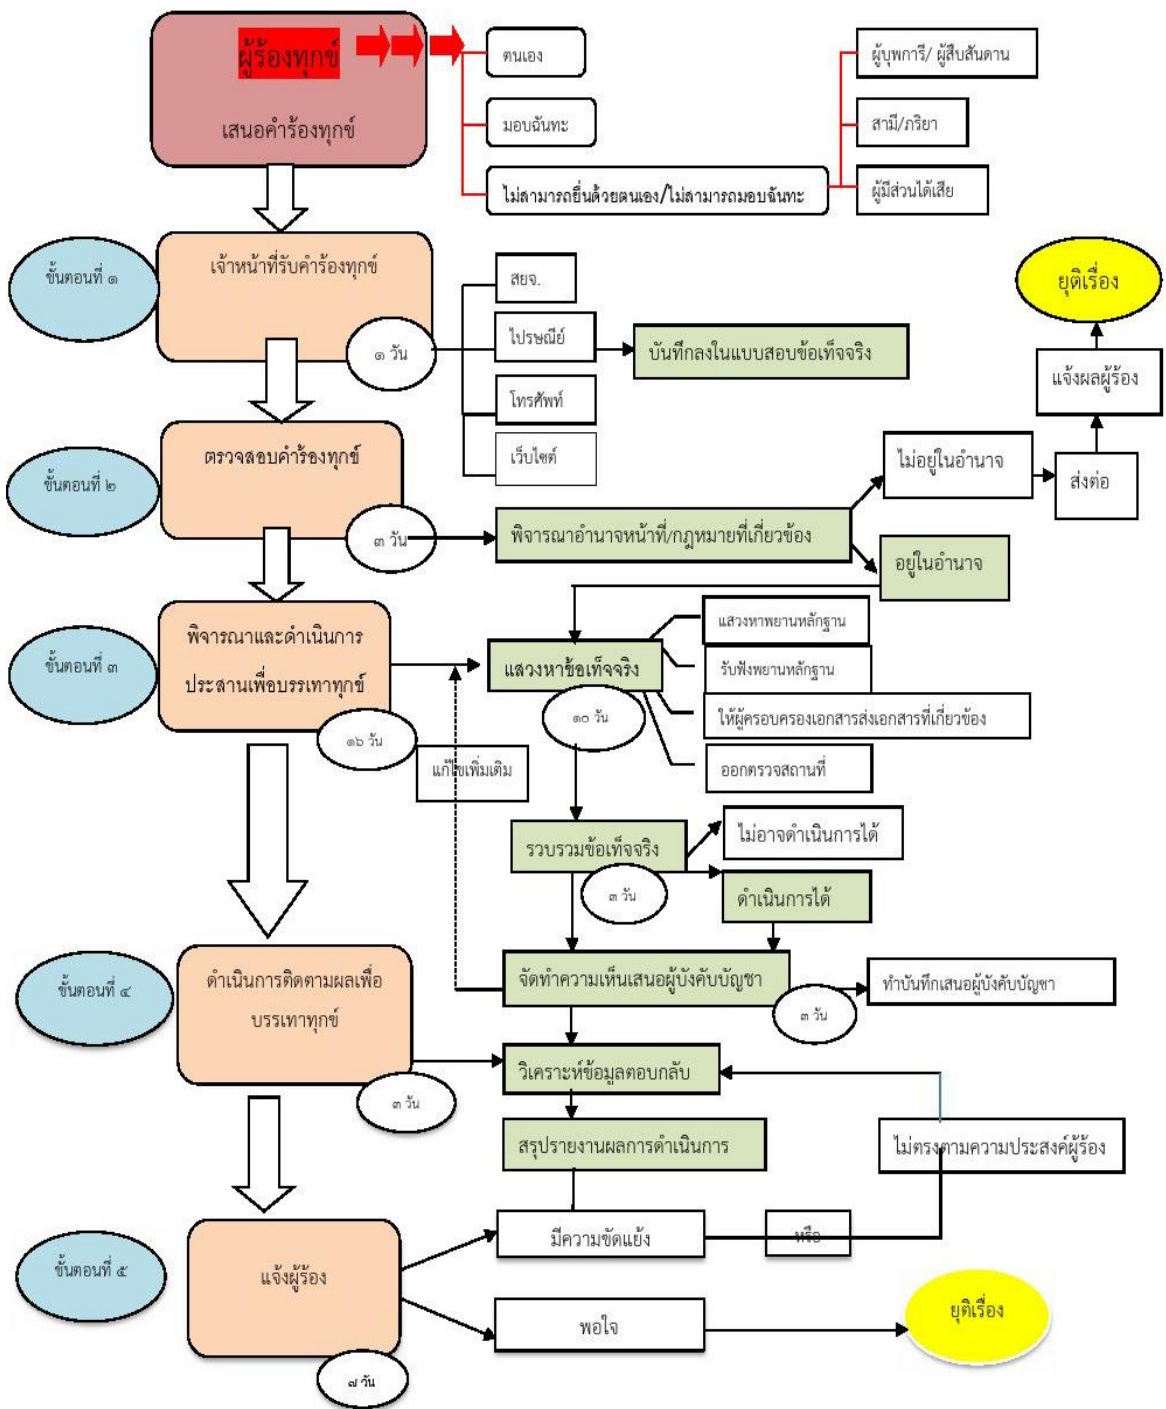 ผู้ร้องทุกข์
เสนอคำร้องทุกข์
ตนเอง
มอบฉันทะ
ไม่สามารถยื่นด้วยตนเอง/ไม่สามารถมอบฉันทะ
ผู้บุพการี/ ผู้สืบสันดาน
สามี/ภริยา
ผู้มีส่วนได้เสีย
ขั้นตอนที่ ๑
เจ้าหน้าที่รับคำร้องทุกข์
๑ วัน
สยจ.
ไปรษณีย์
โทรศัพท์
เว็บไซต์
บันทึกลงในแบบสอบข้อเท็จจริง
ยุติเรื่อง
แจ้งผลผู้ร้อง
ส่งต่อ
ไม่อยู่ในอำนาจ
ขั้นตอนที่ ๒
ตรวจสอบคำร้องทุกข์
๓ วัน
พิจารณาอำนาจหน้าที่/กฎหมายที่เกี่ยวข้อง
อยู่ในอำนาจ
ขั้นตอนที่ ๓
พิจารณาและดำเนินการ
ประสานเพื่อบรรเทาทุกข์
๑๖ วัน
แสวงหาข้อเท็จจริง
๑๐ วัน
แสวงหาพยานหลักฐาน
รับฟังพยานหลักฐาน
ให้ผู้ครอบครองเอกสารส่งเอกสารที่เกี่ยวข้อง
ออกตรวจสถานที่
แก้ไขเพิ่มเติม
รวบรวมข้อเท็จจริง
๓ วัน
ไม่อาจดำเนินการได้
ดำเนินการได้
ขั้นตอนที่ ๔
ดำเนินการติดตามผลเพื่อ
บรรเทาทุกข์
๓ วัน
จัดทำความเห็นเสนอผู้บังคับบัญชา
๓ วัน
ทำบันทึกเสนอผู้บังคับบัญชา
วิเคราะห์ข้อมูลตอบกลับ
สรุปรายงานผลการดำเนินการ
ไม่ตรงตามความประสงค์ผู้ร้อง
ขั้นตอนที่ ๕
แจ้งผู้ร้อง
๗ วัน
มีความขัดแย้ง
หรือ
พอใจ
ยุติเรื่อง